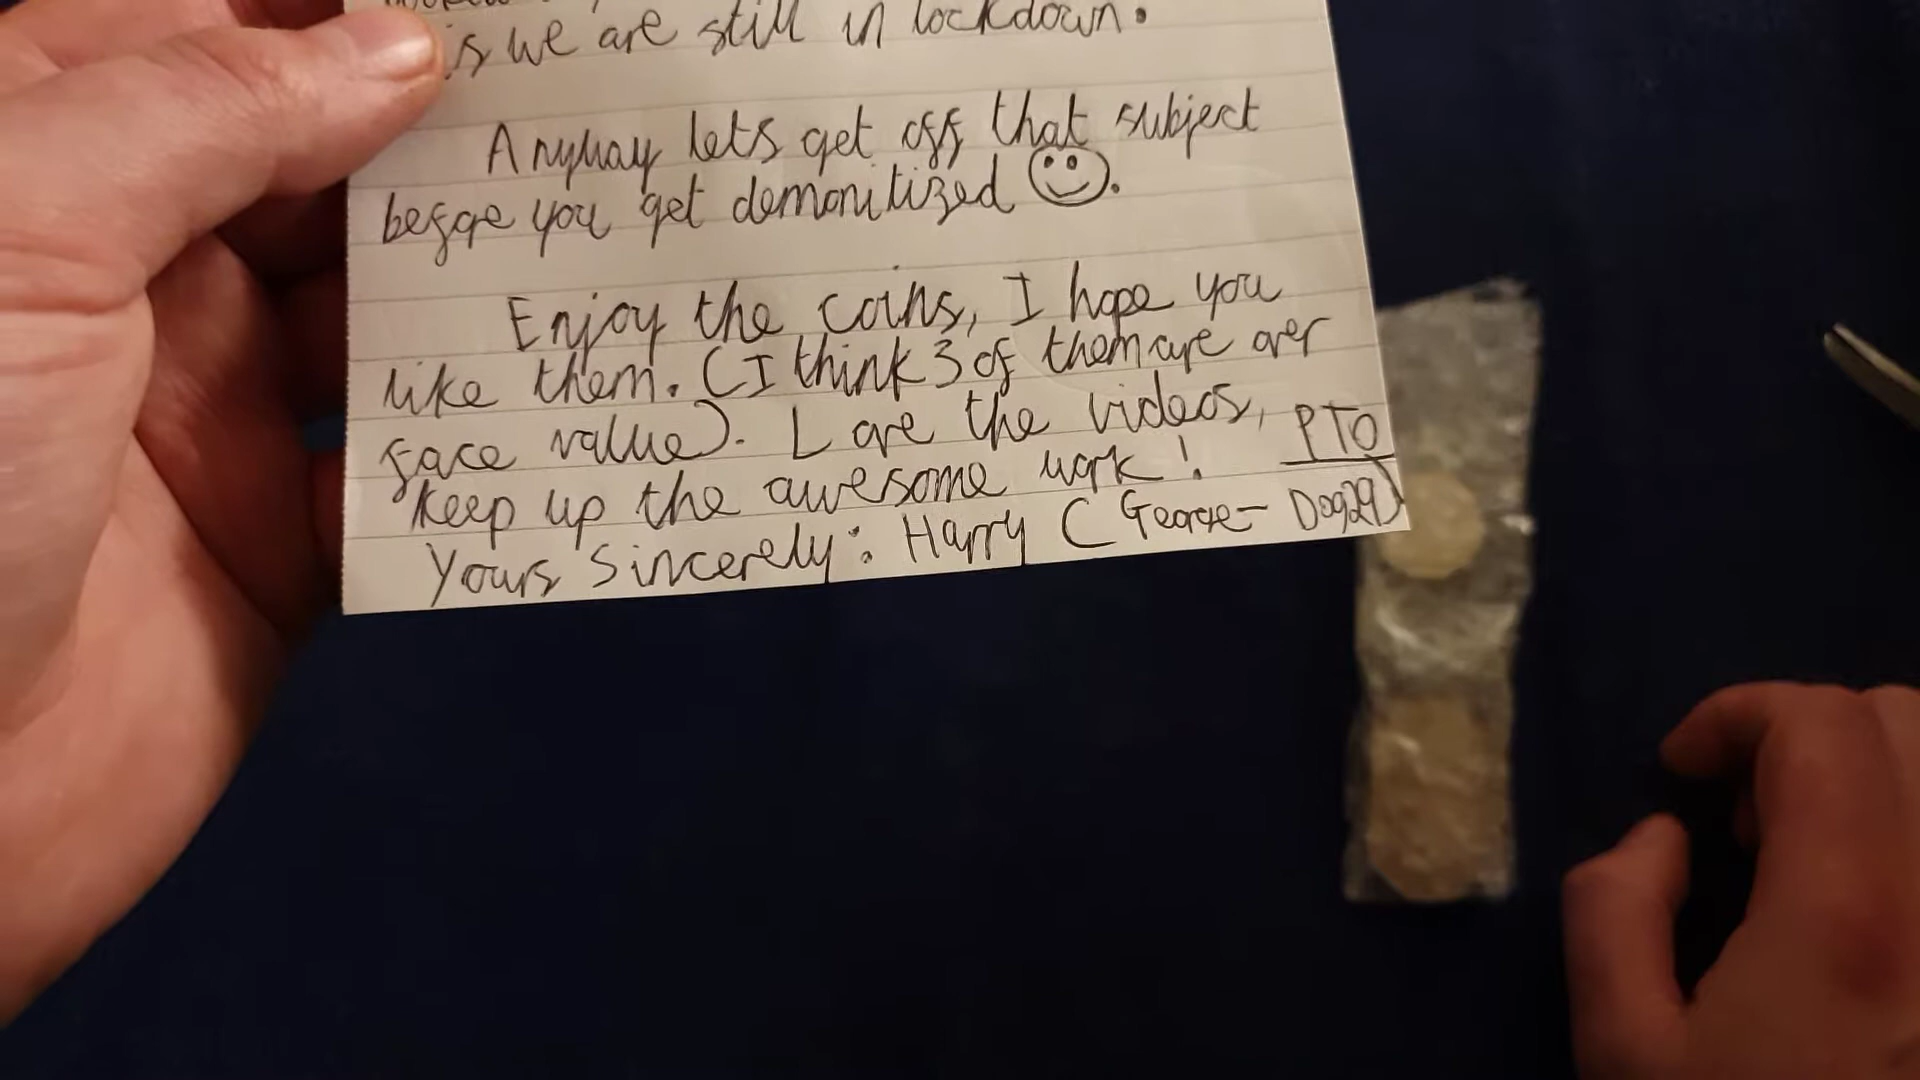 is we are still in lockdown.
Anyway lets get off that subject
before you get demonitized
Enjoy the coins, I hope you
like them. (I think 3 of them are over
face value). Love the videos,
keep up the awesome work! PTO
Yours Sincerely: Harry (George-Dog29)